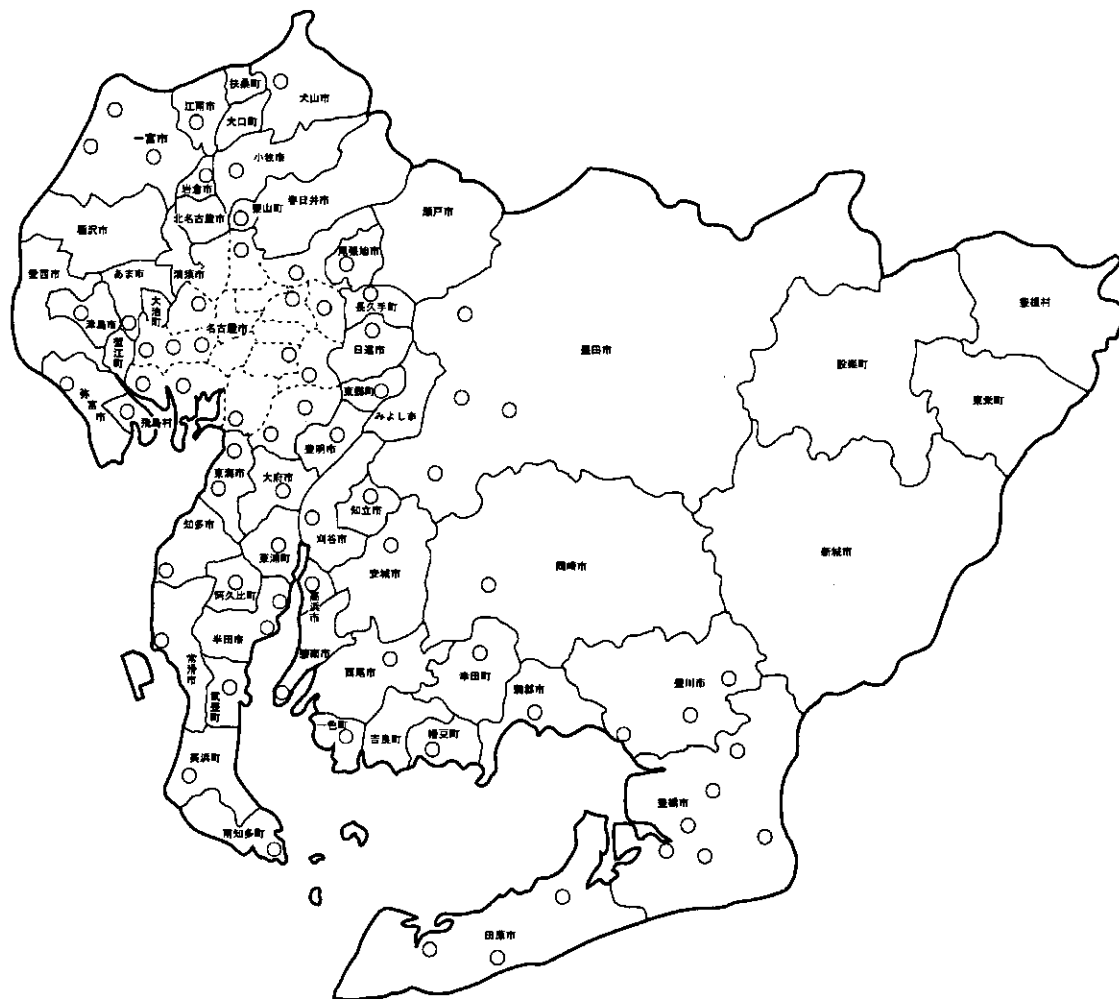 扶桑町
犬山市
江南市
大口町
一宮市
小牧市
岩倉市
豊山町
春日井市
北名古屋市
瀬戸市
稲沢市
尾張旭市
愛西市
あま市
清須市
大治町
長久手町
豊根村
津島市
名古屋市
蟹江町
日進市
豊田市
設楽町
弥富市
東郷町
東栄町
飛島村
みよし市
豊明市
東海市
大府市
知立市
知多市
刈谷市
東浦町
安城市
岡崎市
新城市
阿久比町
高浜市
半田市
碧南市
常滑市
西尾市
幸田町
蒲郡市
豊川市
武豊町
一色町
吉良町
幡豆町
美浜町
豊橋市
南知多町
田原市